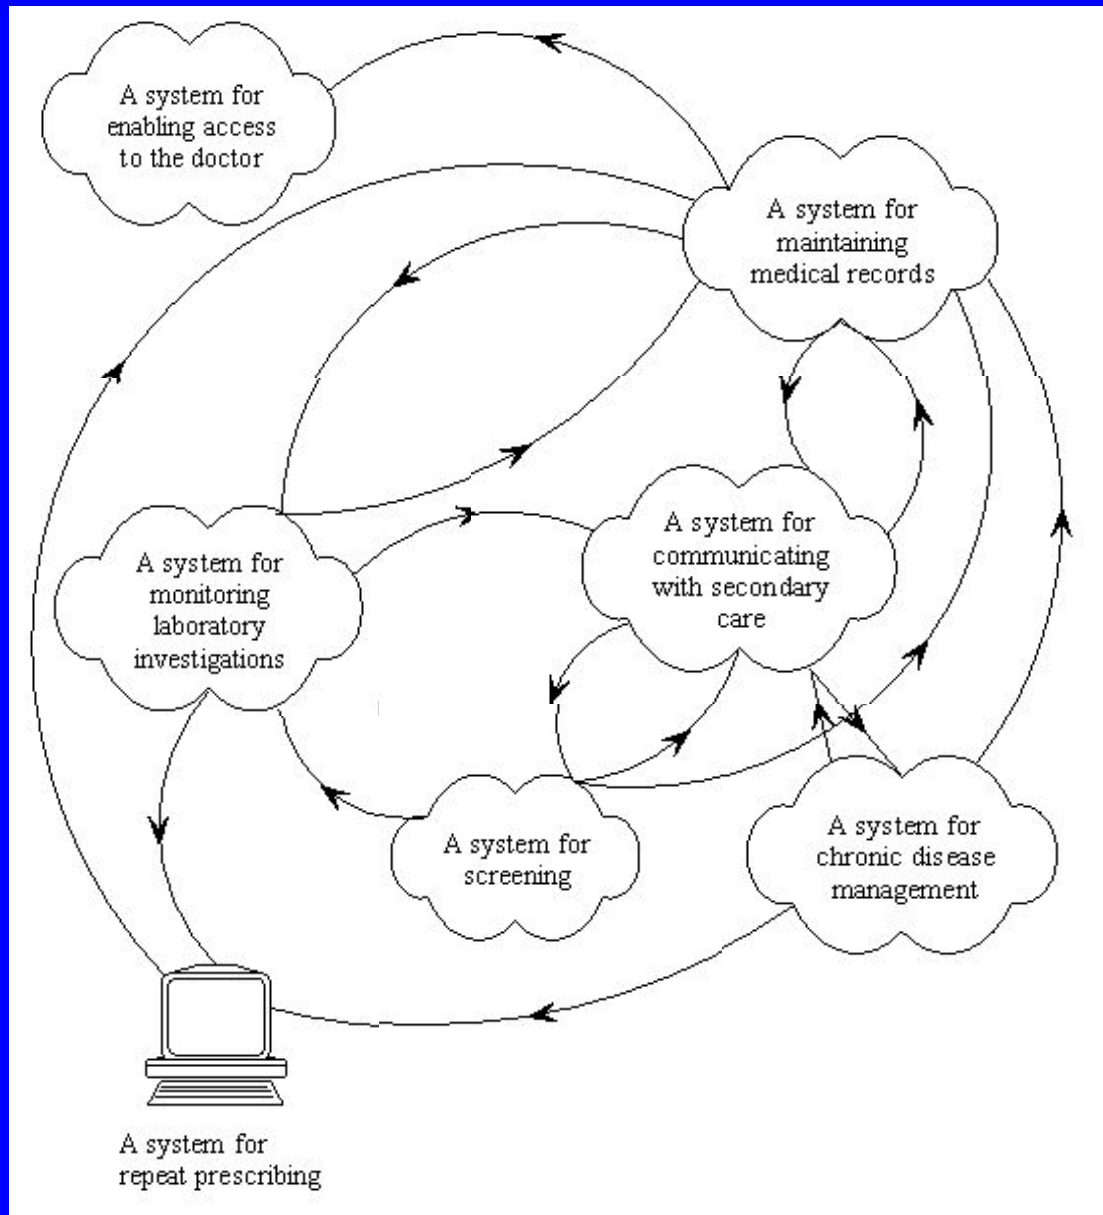 A system for
enabling access
to the doctor
A system for
maintaining
medical records
A system for
communicating
with secondary
care
A system for
monitoring
laboratory
investigations
A system for
screening
A system for
chronic disease
management
A system for
repeat prescribing